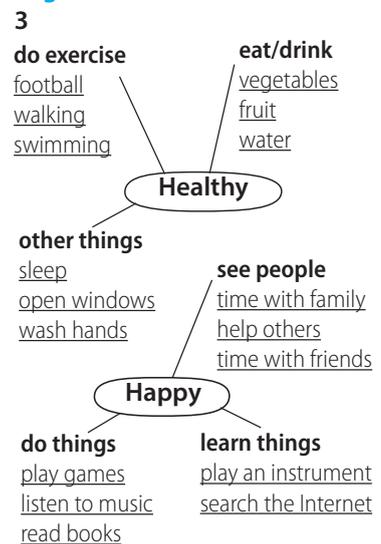 3
do exercise
football
walking
swimming
eat/drink
vegetables
fruit
water
Healthy
other things
sleep
open windows
wash hands
see people
time with family
help others
time with friends
Happy
do things
play games
listen to music
read books
learn things
play an instrument
search the Internet